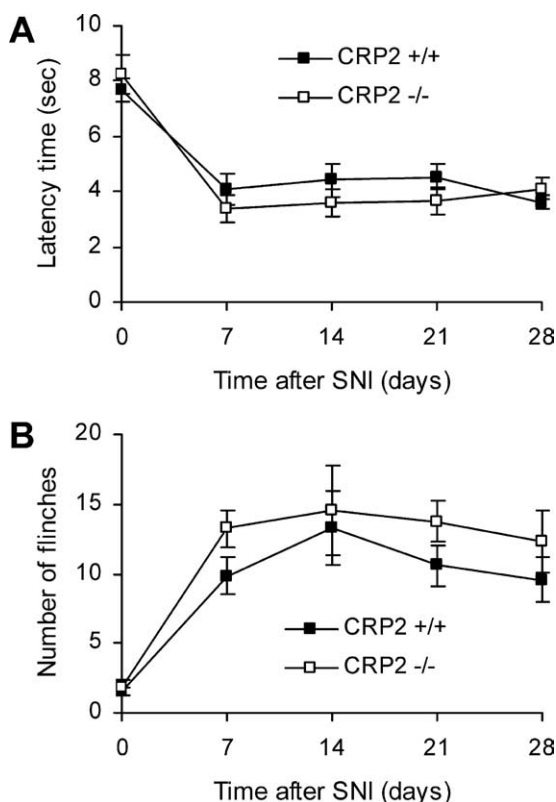 A
10
8
6
4
2
0
Latency time (sec)
CRP2 +/+
CRP2 -/-
0 7 14 21 28
Time after SNI (days)
B
20
15
10
5
0
Number of flinches
CRP2 +/+
CRP2 -/-
0 7 14 21 28
Time after SNI (days)